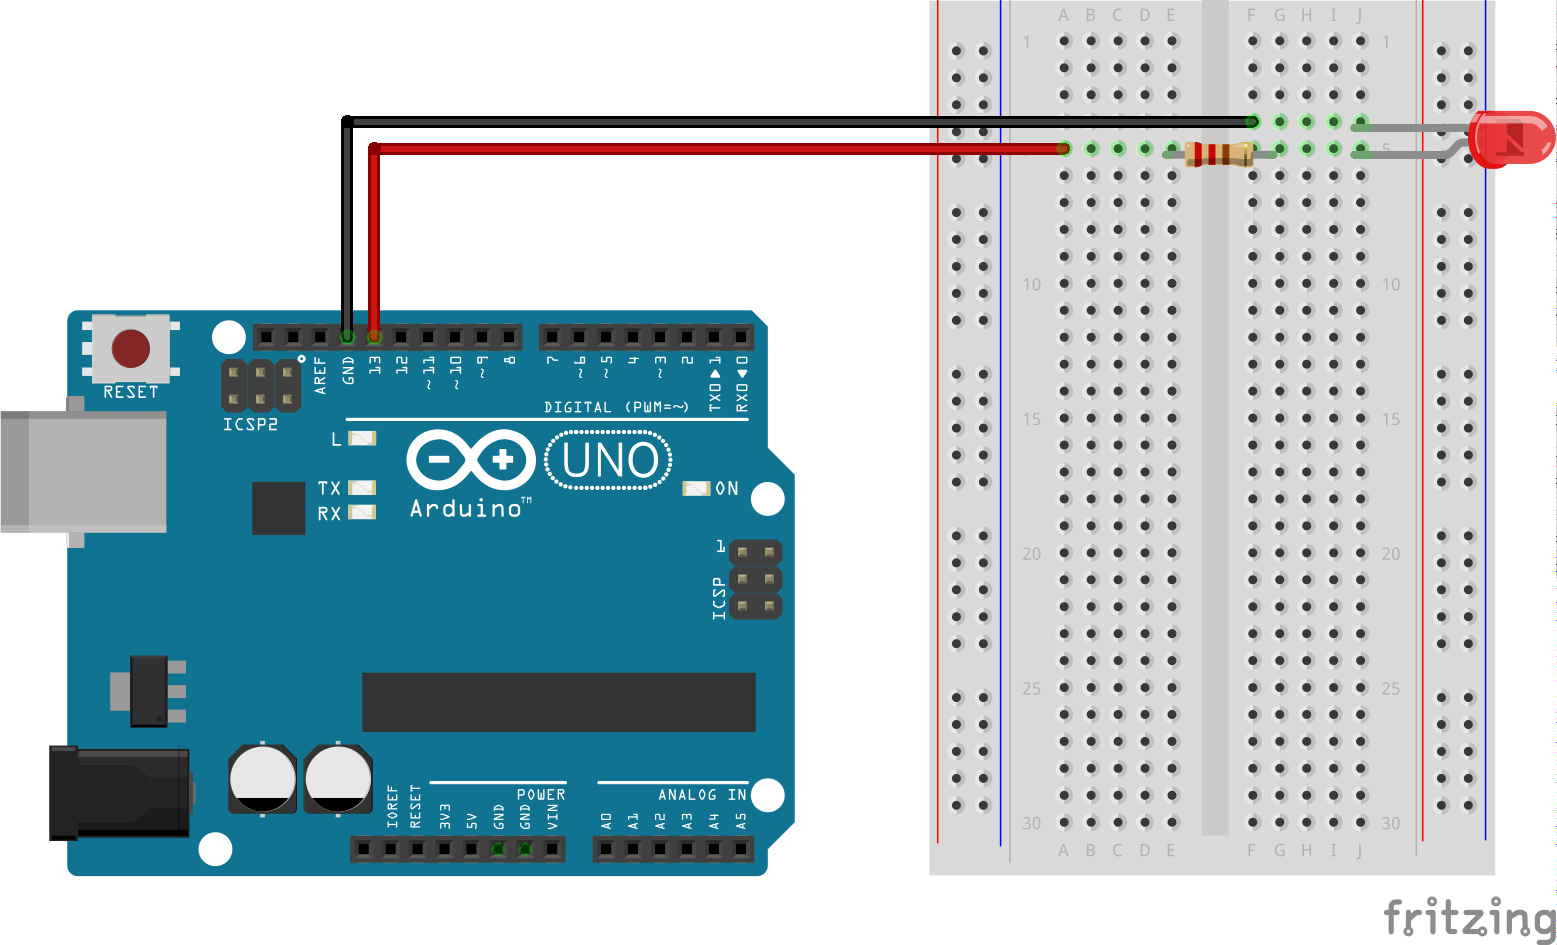 A B C D E F G H I J
1 1
5
10 10
15 15
20 20
25 25
30 30
A B C D E F G H I J
RESET
ICSP2
AREF
GND
13
12
~11
~10
~9
8
7
~6
~5
4
~3
2
TX0▶1
RX0◀0
DIGITAL (PWM=~)
L
TX
RX
UNO
Arduino™
ON
1
ICSP
POWER
ANALOG IN
IOREF
RESET
3V3
5V
GND
GND
VIN
A0
A1
A2
A3
A4
A5
fritzing